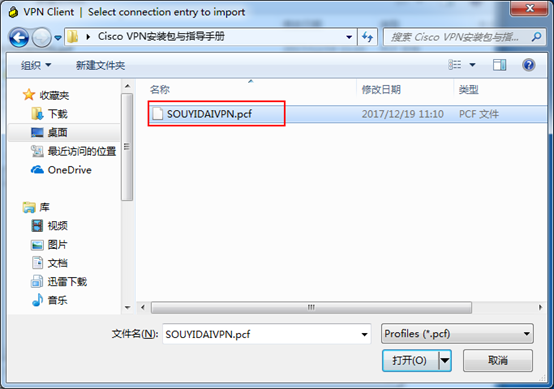 VPN Client | Select connection entry to import
Cisco VPN安装包与指导手册
搜索 Cisco VPN安装包与指...
组织
新建文件夹
名称
修改日期
类型
收藏夹
下载
桌面
最近访问的位置
OneDrive
库
视频
图片
文档
迅雷下载
音乐
SOUYIDAIVPN.pcf
2017/12/19 11:10
PCF 文件
文件名(N):
SOUYIDAIVPN.pcf
Profiles (*.pcf)
打开(O)
取消